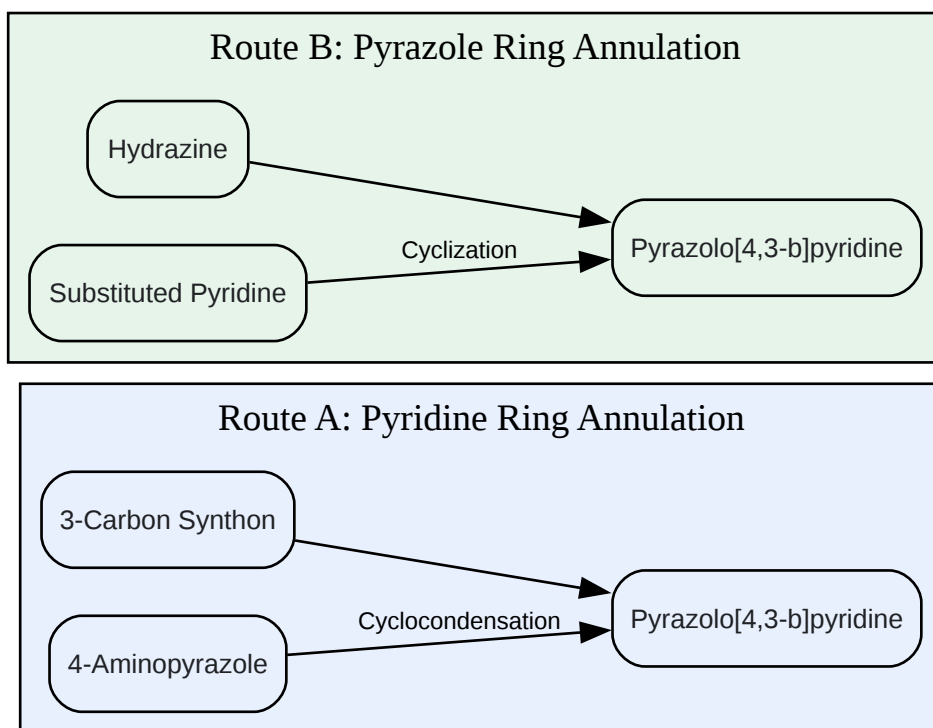 Route B: Pyrazole Ring Annulation
Hydrazine
Cyclization
Pyrazolo[4,3-b]pyridine
Substituted Pyridine
Route A: Pyridine Ring Annulation
3-Carbon Synthon
Cyclocondensation
Pyrazolo[4,3-b]pyridine
4-Aminopyrazole